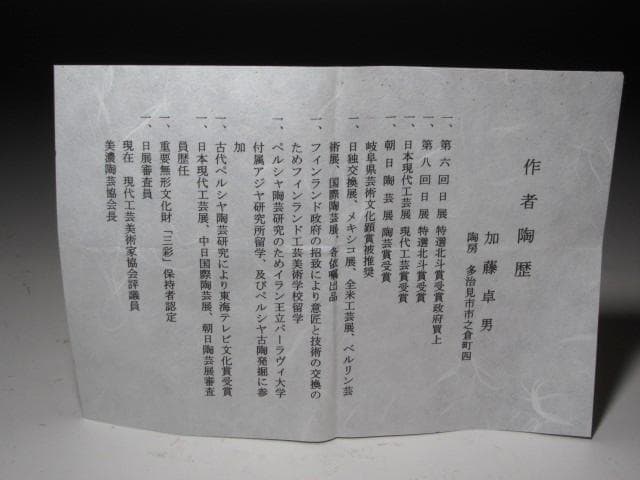 作者陶歴
加藤卓男
陶房 多治見市市之倉町四
一、第六回日展 特選北斗賞受賞政府買上
一、第八回日展 特選北斗賞受賞
一、日本現代工芸展 現代工芸賞受賞
一、朝日陶芸展 陶芸賞受賞
岐阜県芸術文化顕賞被推奨
一、日独交換展、メキシコ展、全米工芸展、ベルリン芸
術展、国際陶芸展、各依嘱出品
一、フィンランド政府の招致により意匠と技術の交換の
ためフィンランド工芸美術学校留学
一、ペルシャ陶芸研究のためイラン王立パーラヴィ大学
付属アジヤ研究所留学、及びペルシャ古陶発掘に参
加
一、古代ペルシヤ陶芸研究により東海テレビ文化賞受賞
一、日本現代工芸展、中日国際陶芸展、朝日陶芸展審査
員歴任
一、重要無形文化財「三彩」保持者認定
一、日展審査員
現在 現代工芸美術家協会評議員
美濃陶芸協会長